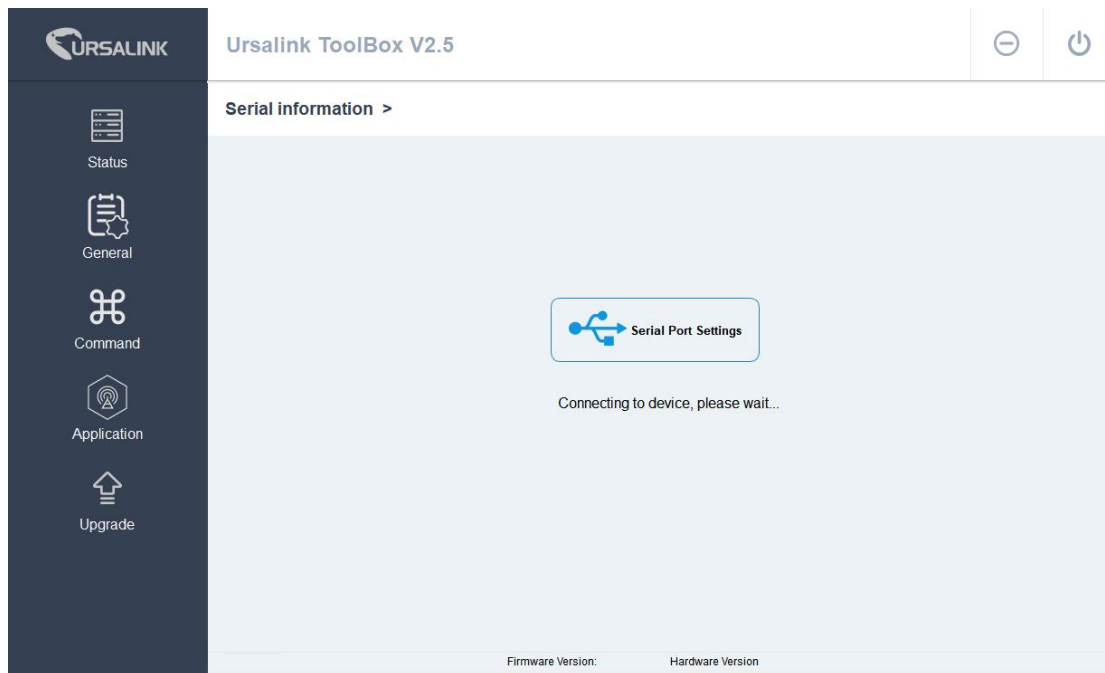 URSALINK
Ursalink ToolBox V2.5
Serial information >
Status
General
Command
Application
Upgrade
Serial Port Settings
Connecting to device, please wait...
Firmware Version: Hardware Version